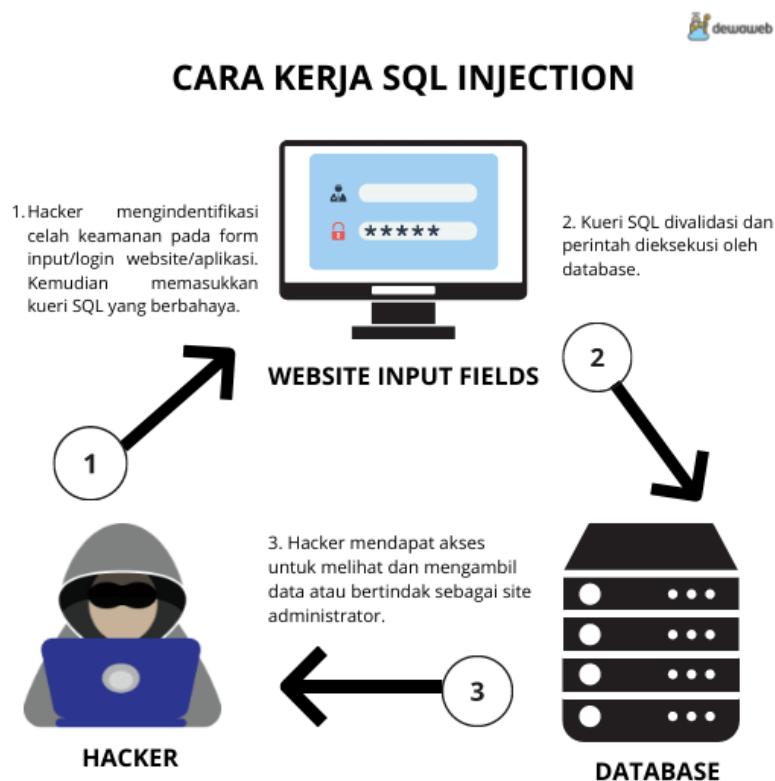 dewaweb
CARA KERJA SQL INJECTION
1. Hacker mengindentifikasi
celah keamanan pada form
input/login website/aplikasi.
Kemudian memasukkan
kueri SQL yang berbahaya.
*****
2. Kueri SQL divalidasi dan
perintah dieksekusi oleh
database.
WEBSITE INPUT FIELDS
2
1
3. Hacker mendapat akses
untuk melihat dan mengambil
data atau bertindak sebagai site
administrator.
3
HACKER
DATABASE